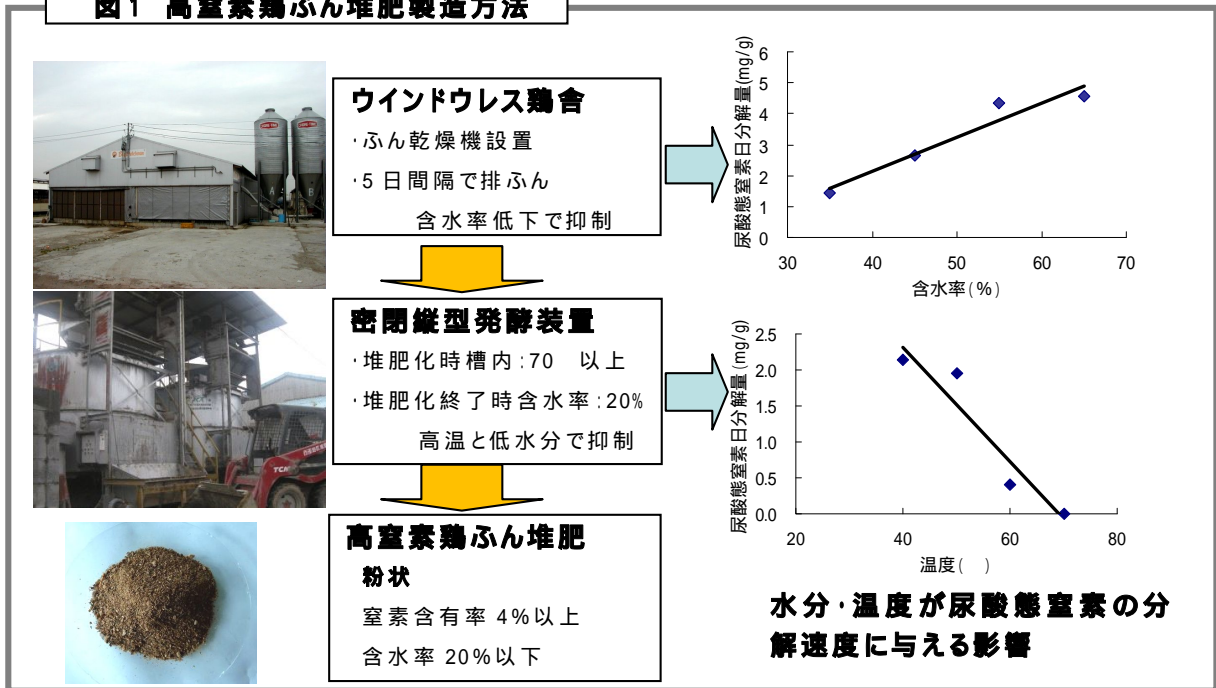 図1 高窒素鶏ふん堆肥製造方法
ウインドウレス鶏舎
・ふん乾燥機設置
・5日間隔で排ふん
含水率低下で抑制
尿酸態窒素日分解量(mg/g)
6
5
4
3
2
1
0
30 40 50 60 70
含水率(%)
A
B
密閉縦型発酵装置
・堆肥化時槽内:70 以上
・堆肥化終了時含水率:20%
高温と低水分で抑制
TCM
尿酸態窒素日分解量(mg/g)
2.5
2.0
1.5
1.0
0.5
0.0
20 40 60 80
温度( )
高窒素鶏ふん堆肥
粉状
窒素含有率 4%以上
含水率 20%以下
水分・温度が尿酸態窒素の分
解速度に与える影響